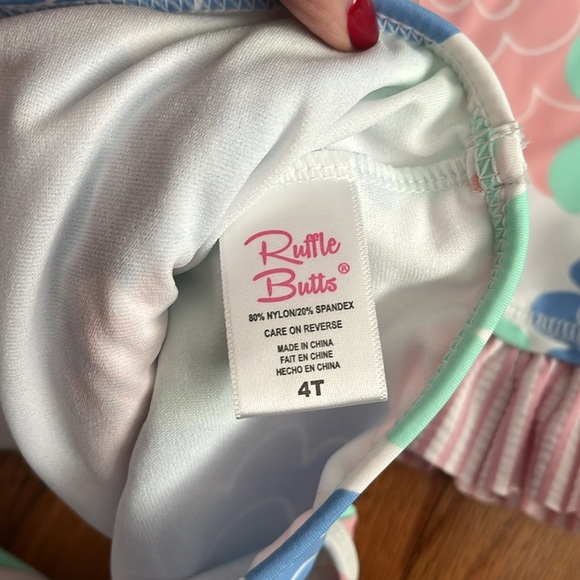 Ruffle
Butts®
80% NYLON/20% SPANDEX
CARE ON REVERSE
MADE IN CHINA
FAIT EN CHINE
HECHO EN CHINA
4T